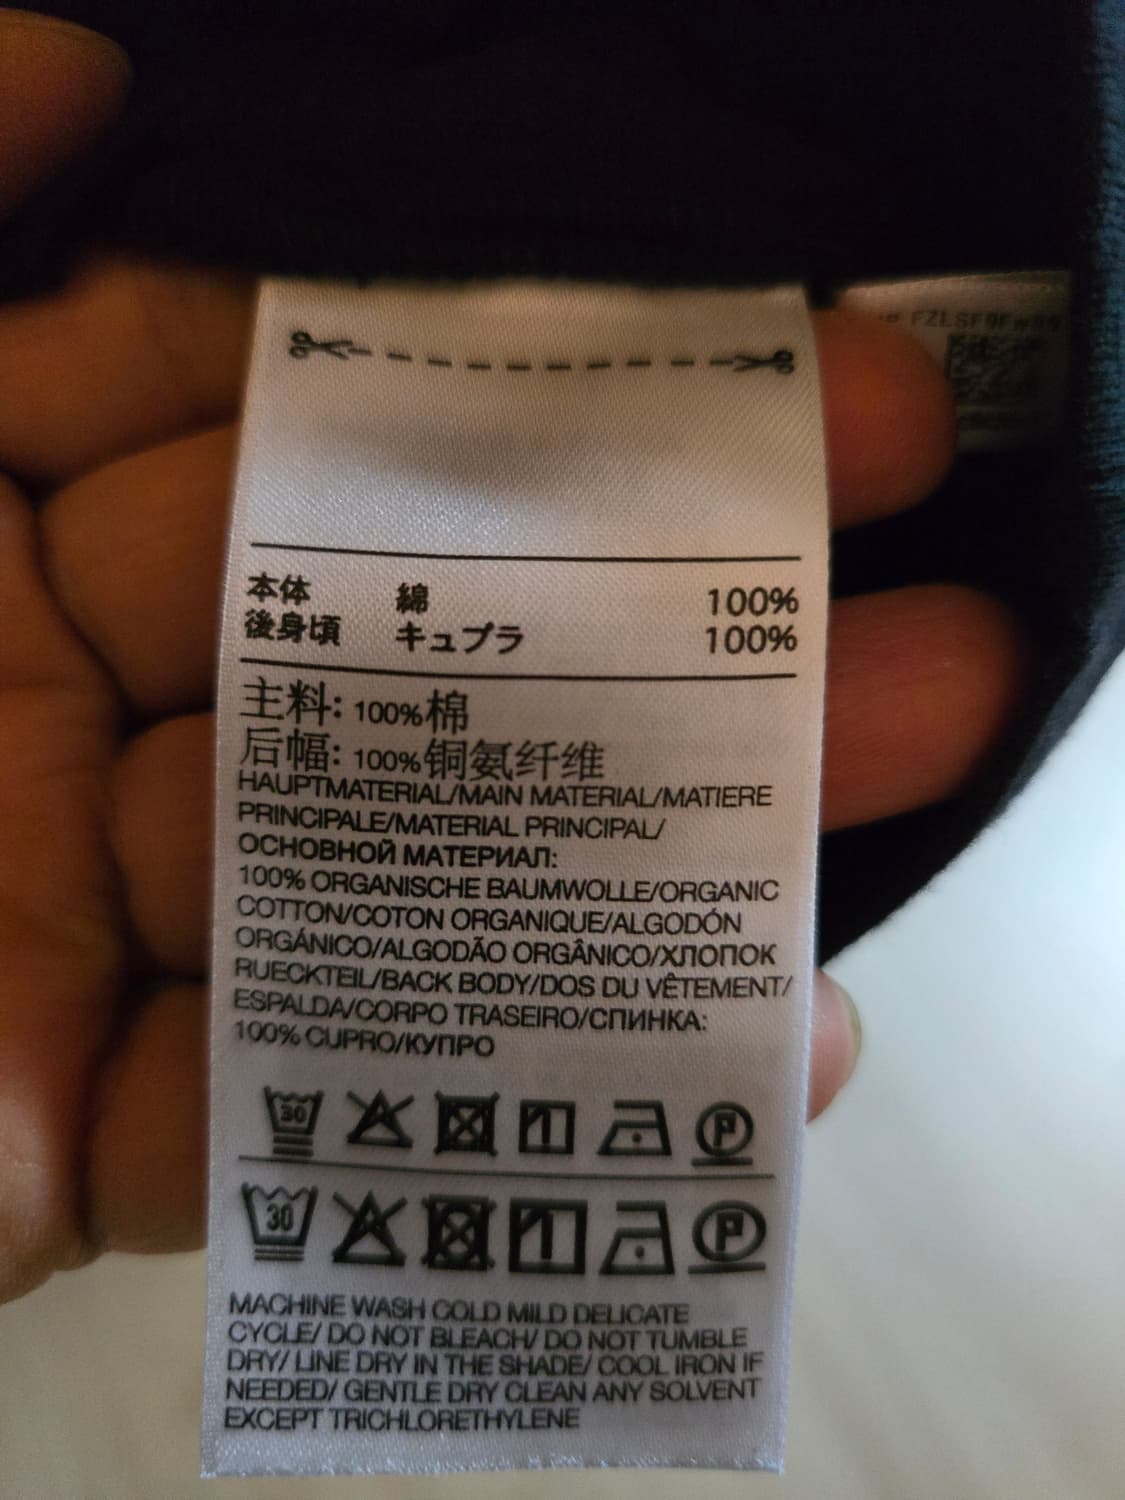 本体 綿 100%
後身頃 キュプラ 100%
主料: 100%棉
后幅: 100%铜氨纤维
HAUPTMATERIAL/MAIN MATERIAL/MATIERE
PRINCIPALE/MATERIAL PRINCIPAL/
ОСНОВНОЙ МАТЕРИАЛ:
100% ORGANISCHE BAUMWOLLE/ORGANIC
COTTON/COTON ORGANIQUE/ALGODÓN
ORGÁNICO/ALGODÃO ORGÂNICO/ХЛОПОК
RUECKTEIL/BACK BODY/DOS DU VÊTEMENT/
ESPALDA/CORPO TRASEIRO/СПИНКА:
100% CUPRO/КУПРО
30 P
30 P
MACHINE WASH COLD MILD DELICATE
CYCLE/ DO NOT BLEACH/ DO NOT TUMBLE
DRY/ LINE DRY IN THE SHADE/ COOL IRON IF
NEEDED/ GENTLE DRY CLEAN ANY SOLVENT
EXCEPT TRICHLORETHYLENE